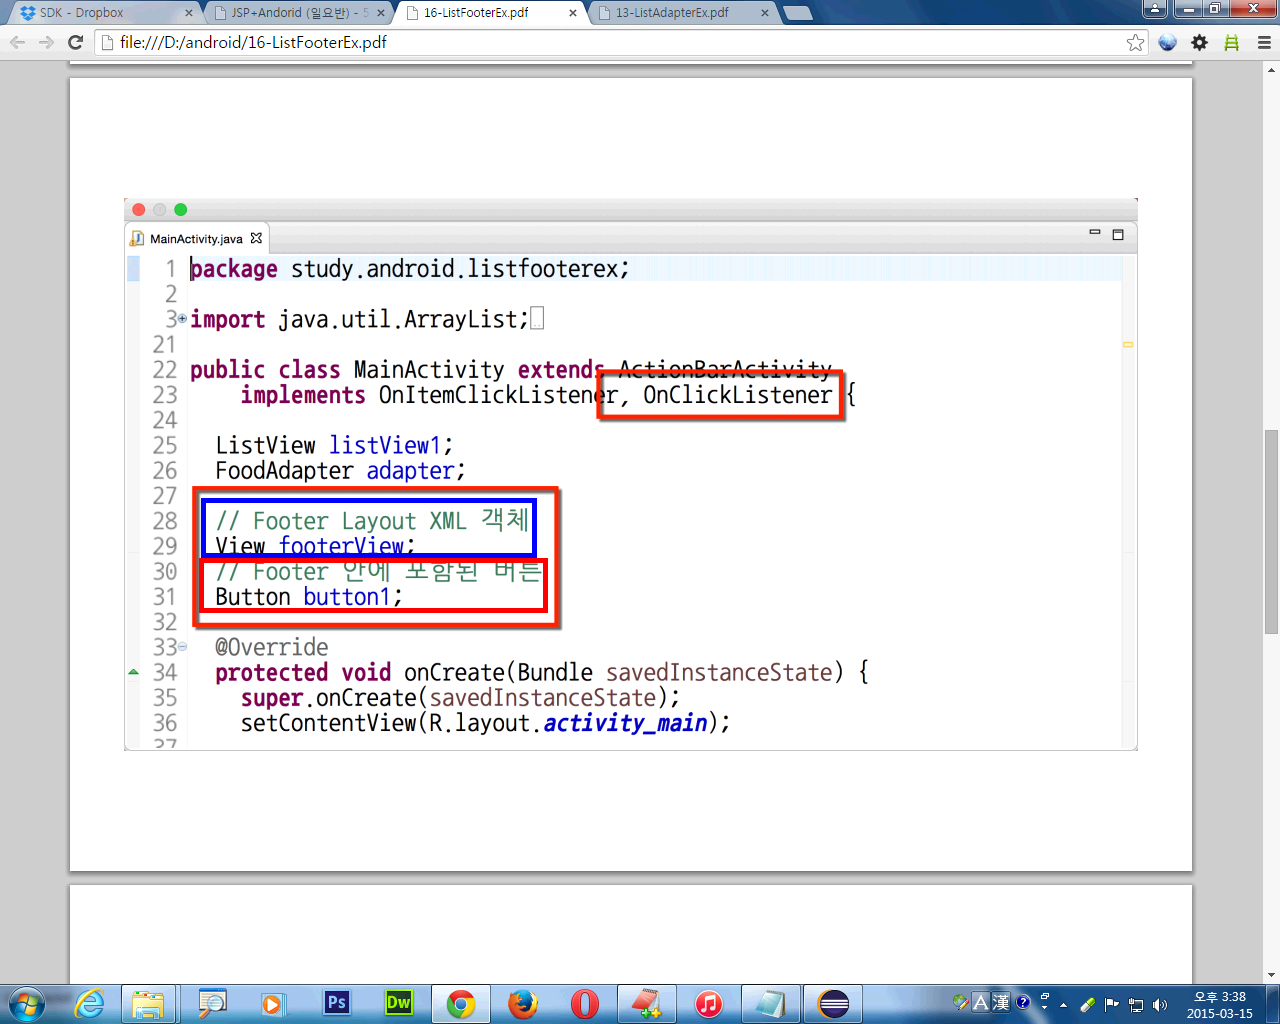 SDK - Dropbox
JSP+Andorid (일요반) - 5
16-ListFooterEx.pdf
13-ListAdapterEx.pdf
file:///D:/android/16-ListFooterEx.pdf
MainActivity.java
1 package study.android.listfooterex;
2
3 import java.util.ArrayList;
21
22 public class MainActivity extends ActionBarActivity
23 implements OnItemClickListener, OnClickListener {
24
25 ListView listView1;
26 FoodAdapter adapter;
27
28 // Footer Layout XML 객체
29 View footerView;
30 // Footer 안에 포함된 버튼
31 Button button1;
32
33 @Override
34 protected void onCreate(Bundle savedInstanceState) {
35 super.onCreate(savedInstanceState);
36 setContentView(R.layout.activity_main);
37
Ps
Dw
A 漢
오후 3:38
2015-03-15